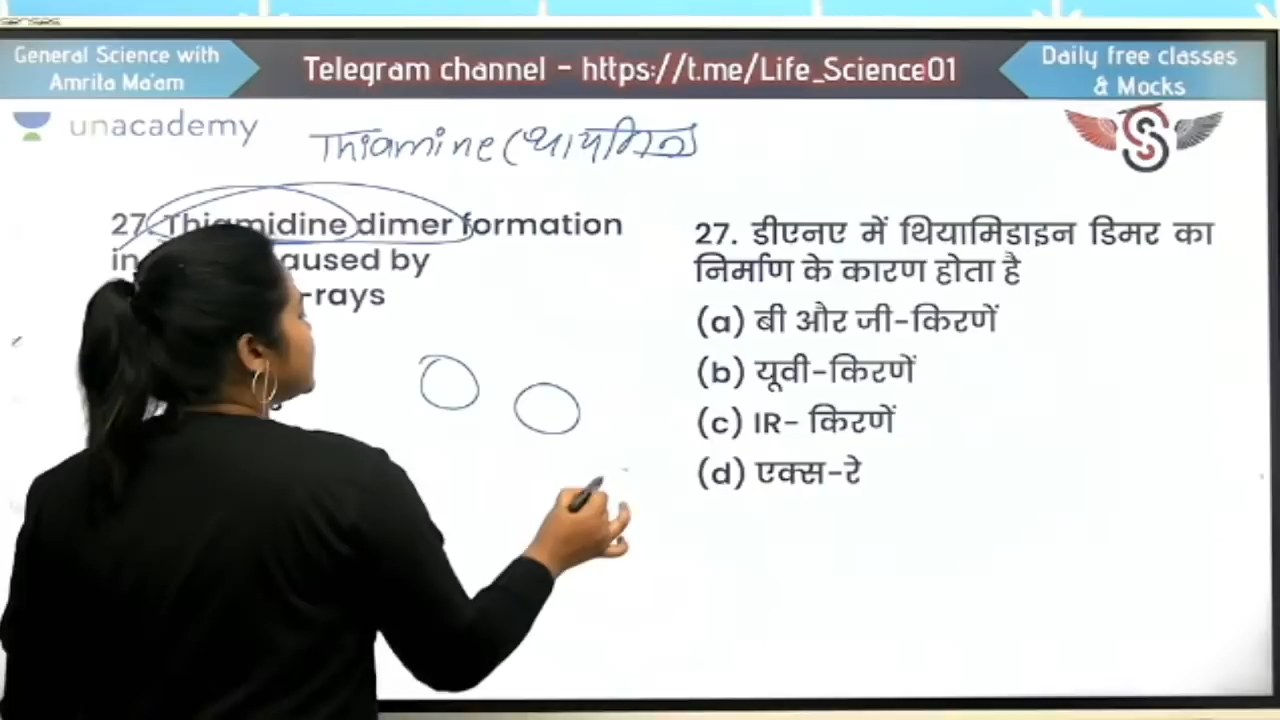 General Science with
Amrita Ma'am
Telegram channel - https://t.me/Life_Science01
Daily free classes
& Mocks
unacademy
Thiamine (थायमिन
27. Thiamidine dimer formation
in aused by
-rays
27. डीएनए में थियामिडाइन डिमर का
निर्माण के कारण होता है
(a) बी और जी-किरणें
(b) यूवी-किरणें
(c) IR- किरणें
(d) एक्स-रे